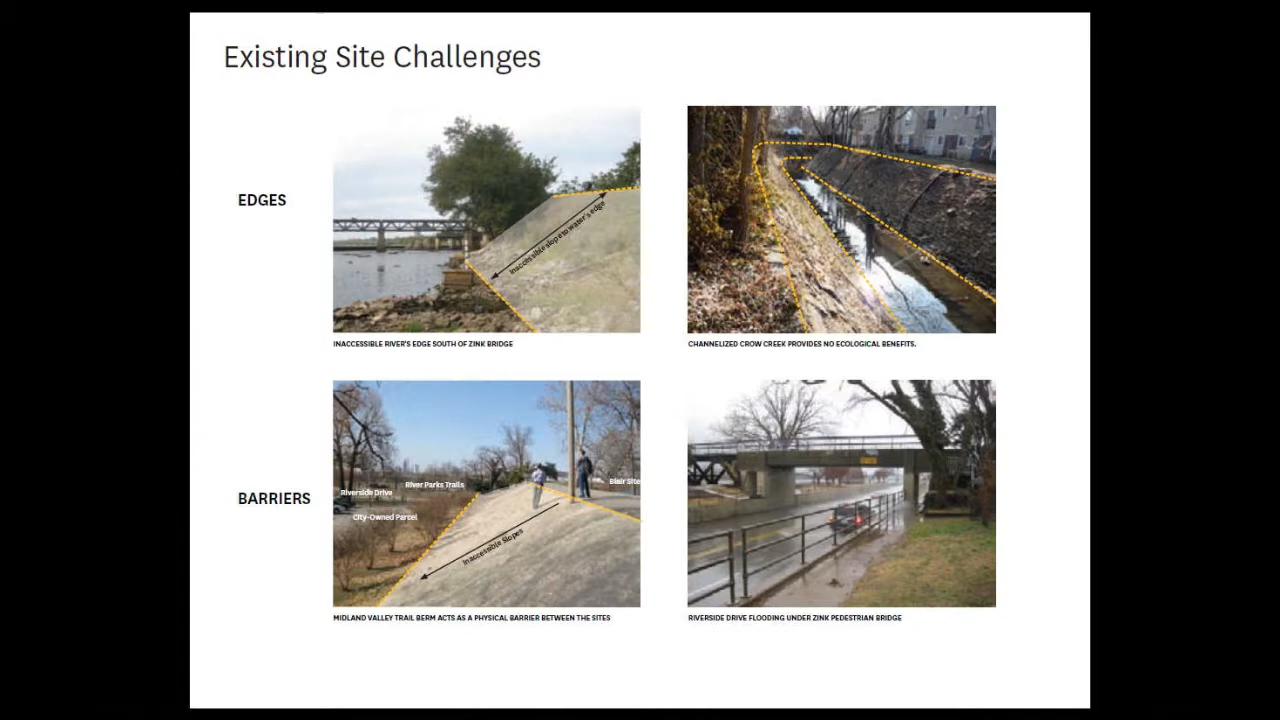 Existing Site Challenges
EDGES
Inaccessible slope to water's edge
INACCESSIBLE RIVER'S EDGE SOUTH OF ZINK BRIDGE
CHANNELIZED CROW CREEK PROVIDES NO ECOLOGICAL BENEFITS.
BARRIERS
Riverside Drive
River Parks Trails
Blair Site
City-Owned Parcel
Inaccessible Slopes
MIDLAND VALLEY TRAIL BERM ACTS AS A PHYSICAL BARRIER BETWEEN THE SITES
RIVERSIDE DRIVE FLOODING UNDER ZINK PEDESTRIAN BRIDGE